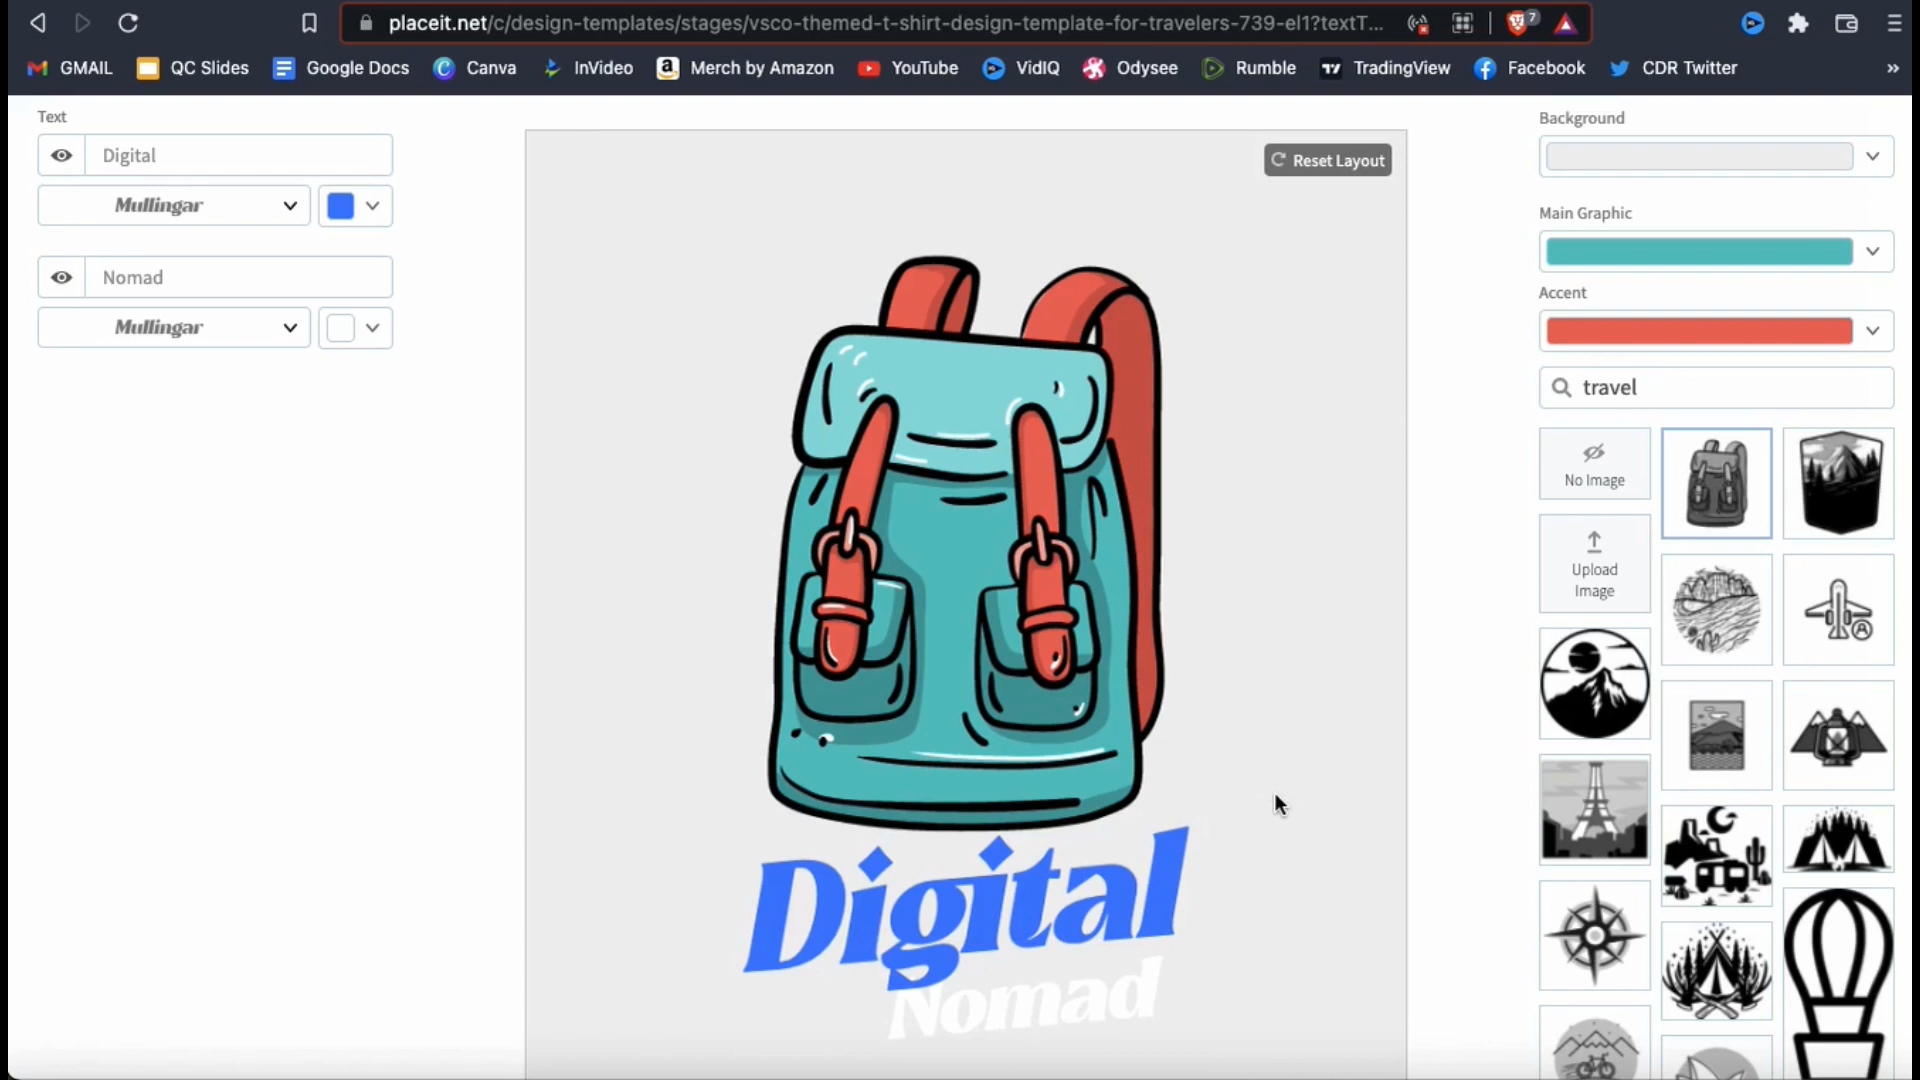 placeit.net/c/design-templates/stages/vsco-themed-t-shirt-design-template-for-travelers-739-el1?textT...
7
GMAIL
QC Slides
Google Docs
Canva
InVideo
Merch by Amazon
YouTube
VidIQ
Odysee
Rumble
TradingView
Facebook
CDR Twitter
»
Text
Digital
Mullingar
Nomad
Mullingar
Reset Layout
Digital
Nomad
Background
Main Graphic
Accent
travel
No Image
Upload
Image